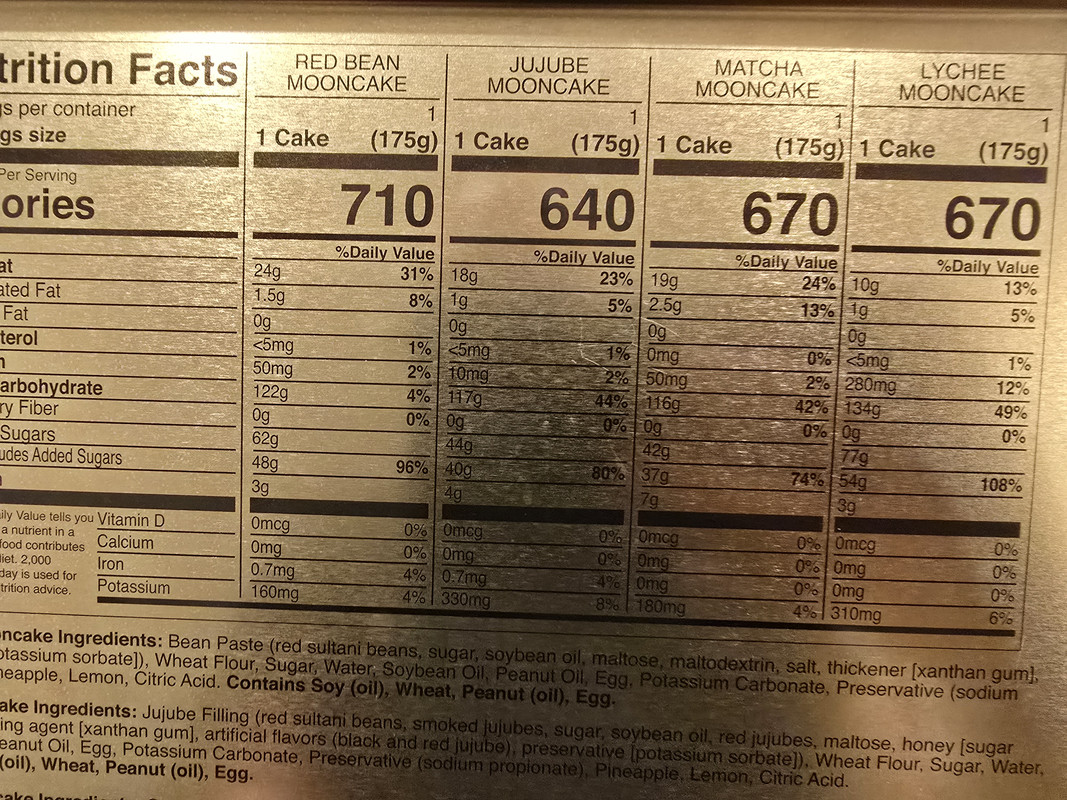 trition Facts RED BEAN MOONCAKE JUJUBE MOONCAKE MATCHA MOONCAKE LYCHEE MOONCAKE
gs per container 1 1 1 1
gs size 1 Cake (175g) 1 Cake (175g) 1 Cake (175g) 1 Cake (175g)
Per Serving
ories 710 640 670 670
%Daily Value %Daily Value %Daily Value %Daily Value
at 24g 31% 18g 23% 19g 24% 10g 13%
ated Fat 1.5g 8% 1g 5% 2.5g 13% 1g 5%
Fat 0g 0g 0g 0g
terol <5mg 1% <5mg 1% 0mg 0% <5mg 1%
50mg 2% 10mg 2% 50mg 2% 280mg 12%
arbohydrate 122g 4% 117g 44% 116g 42% 134g 49%
ry Fiber 0g 0% 0g 0% 0g 0% 0g 0%
Sugars 62g 44g 42g 77g
udes Added Sugars 48g 96% 40g 80% 37g 74% 54g 108%
3g 4g 7g 3g
Vitamin D 0mcg 0% 0mcg 0% 0mcg 0% 0mcg 0%
Calcium 0mg 0% 0mg 0% 0mg 0% 0mg 0%
Iron 0.7mg 4% 0.7mg 4% 0mg 0% 0mg 0%
Potassium 160mg 4% 330mg 8% 180mg 4% 310mg 6%
ily Value tells you
a nutrient in a
food contributes
iet. 2,000
day is used for
trition advice.
oncake Ingredients: Bean Paste (red sultani beans, sugar, soybean oil, maltose, maltodextrin, salt, thickener [xanthan gum],
otassium sorbate]), Wheat Flour, Sugar, Water, Soybean Oil, Peanut Oil, Egg, Potassium Carbonate, Preservative (sodium
neapple, Lemon, Citric Acid. Contains Soy (oil), Wheat, Peanut (oil), Egg.
ake Ingredients: Jujube Filling (red sultani beans, smoked jujubes, sugar, soybean oil, red jujubes, maltose, honey [sugar
ing agent [xanthan gum], artificial flavors (black and red jujube), preservative [potassium sorbate]), Wheat Flour, Sugar, Water,
eanut Oil, Egg, Potassium Carbonate, Preservative (sodium propionate), Pineapple, Lemon, Citric Acid.
(oil), Wheat, Peanut (oil), Egg.